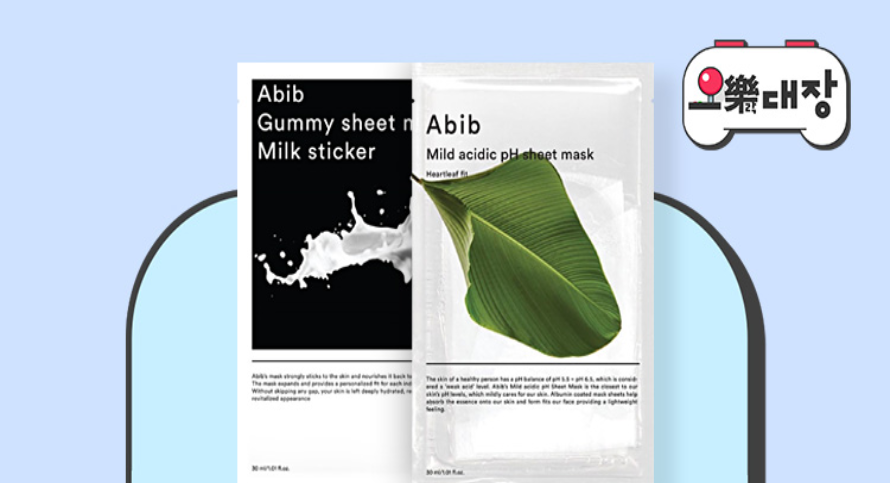 오樂대장
Abib
Gummy sheet m
Milk sticker
Abib's mask strongly sticks to the skin and nourishes it back to
The mask expands and provides a personalized fit for each ind
Without skipping any gap, your skin is left deeply hydrated, re
revitalized appearance
30 ml/1.01 fl.oz.
Abib
Mild acidic pH sheet mask
Heartleaf fit
The skin of a healthy person has a pH balance of pH 5.5 ~ pH 6.5, which is consid-
ered a 'weak acid' level. Abib's Mild acidic pH Sheet Mask is the closest to our
skin's pH levels, which mildly cares for our skin. Albumin coated mask sheets help
absorb the essence onto our skin and form fits our face providing a lightweight
feeling.
30 ml/1.01 fl.oz.